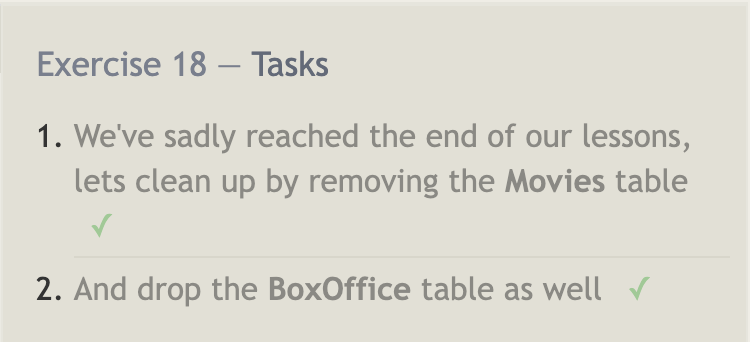 Exercise 18 — Tasks
1. We've sadly reached the end of our lessons,
lets clean up by removing the Movies table
✓
2. And drop the BoxOffice table as well ✓